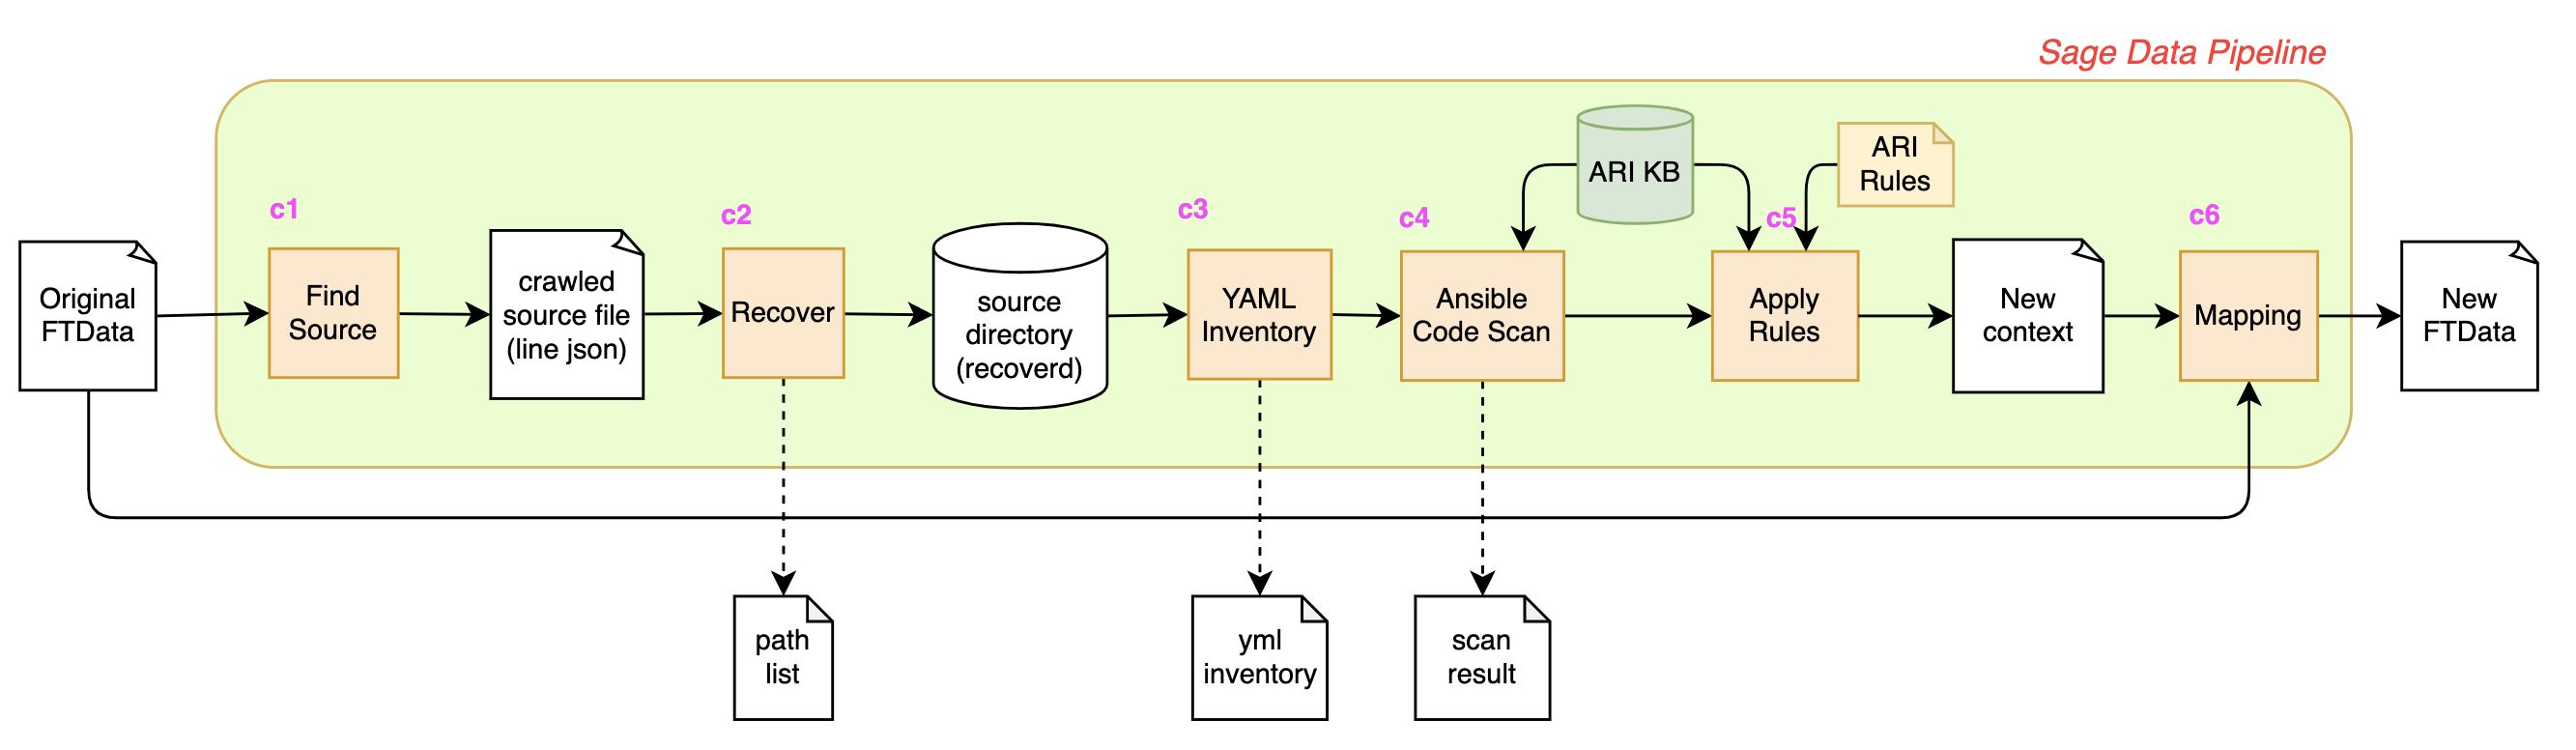 Sage Data Pipeline
ARI KB
ARI
Rules
c1
c2
c3
c4
c5
c6
Original
FTData
Find
Source
crawled
source file
(line json)
Recover
source
directory
(recoverd)
YAML
Inventory
Ansible
Code Scan
Apply
Rules
New
context
Mapping
New
FTData
path
list
yml
inventory
scan
result